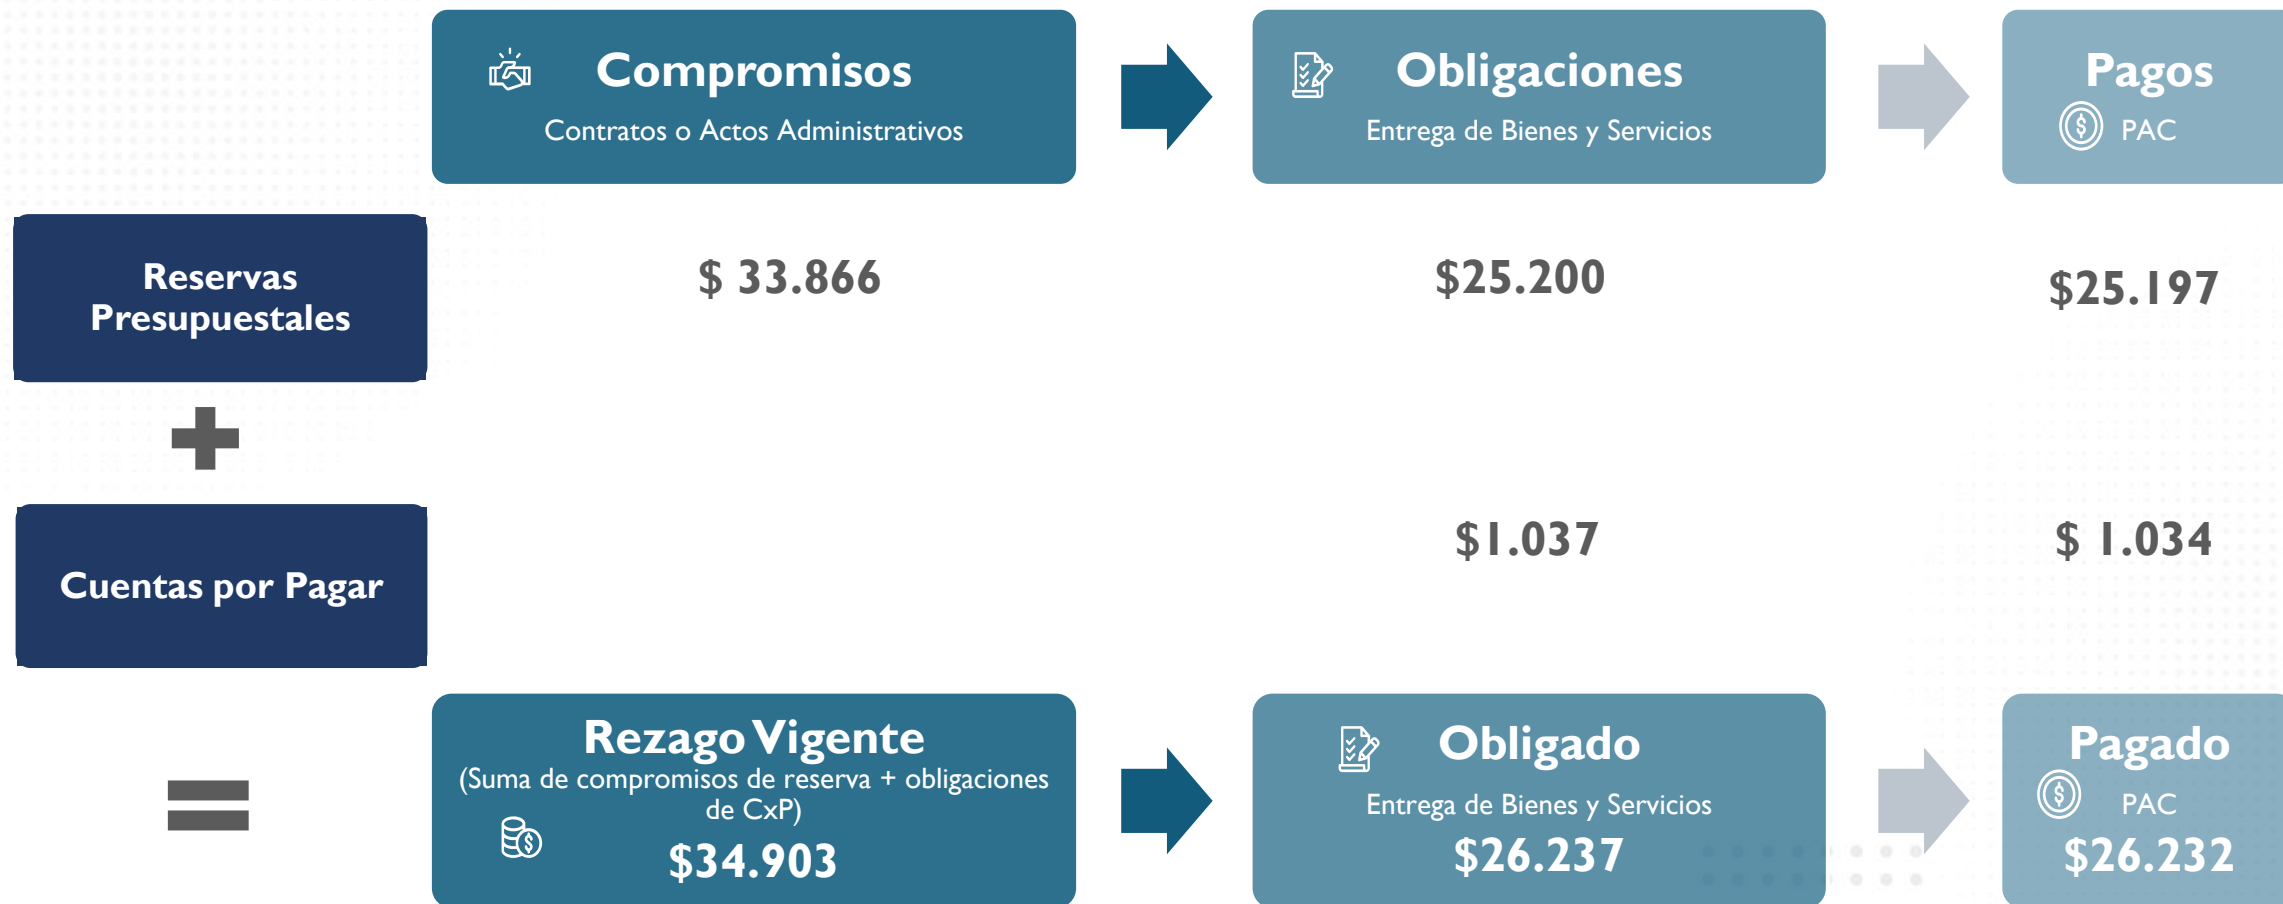 Compromisos
Contratos o Actos Administrativos
Obligaciones
Entrega de Bienes y Servicios
Pagos
PAC
Reservas
Presupuestales
$ 33.866
$25.200
$25.197
Cuentas por Pagar
$1.037
$ 1.034
Rezago Vigente
(Suma de compromisos de reserva + obligaciones
de CxP)
$34.903
Obligado
Entrega de Bienes y Servicios
$26.237
Pagado
PAC
$26.232